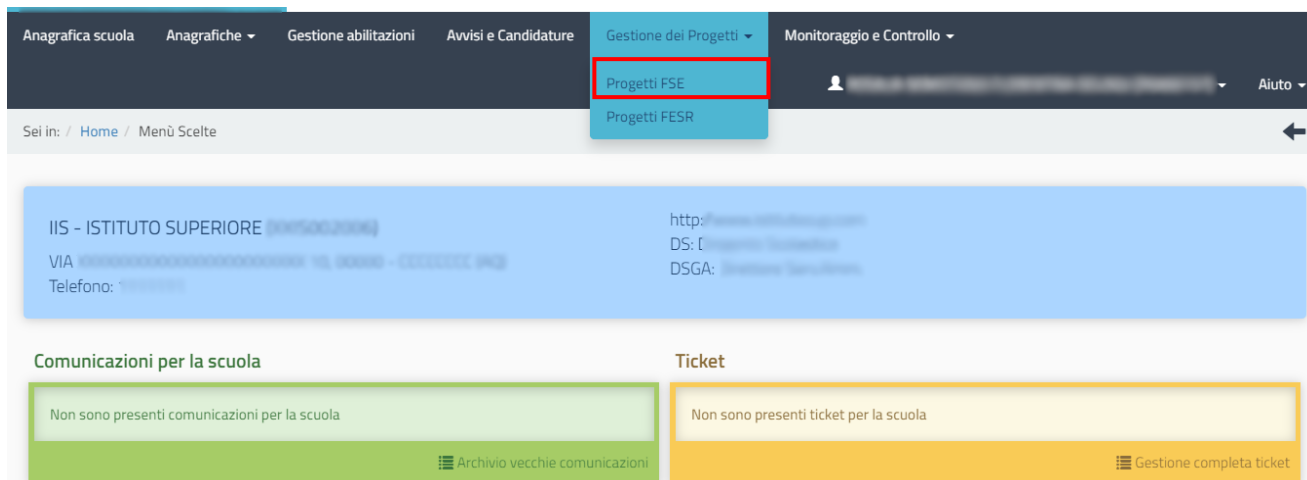 Anagrafica scuola Anagrafiche Gestione abilitazioni Avvisi e Candidature Gestione dei Progetti Monitoraggio e Controllo
Progetti FSE
Aiuto
Progetti FESR
Sei in: / Home / Menù Scelte
IIS - ISTITUTO SUPERIORE
VIA
Telefono:
http:
DS:
DSGA:
Comunicazioni per la scuola
Non sono presenti comunicazioni per la scuola
Archivio vecchie comunicazioni
Ticket
Non sono presenti ticket per la scuola
Gestione completa ticket